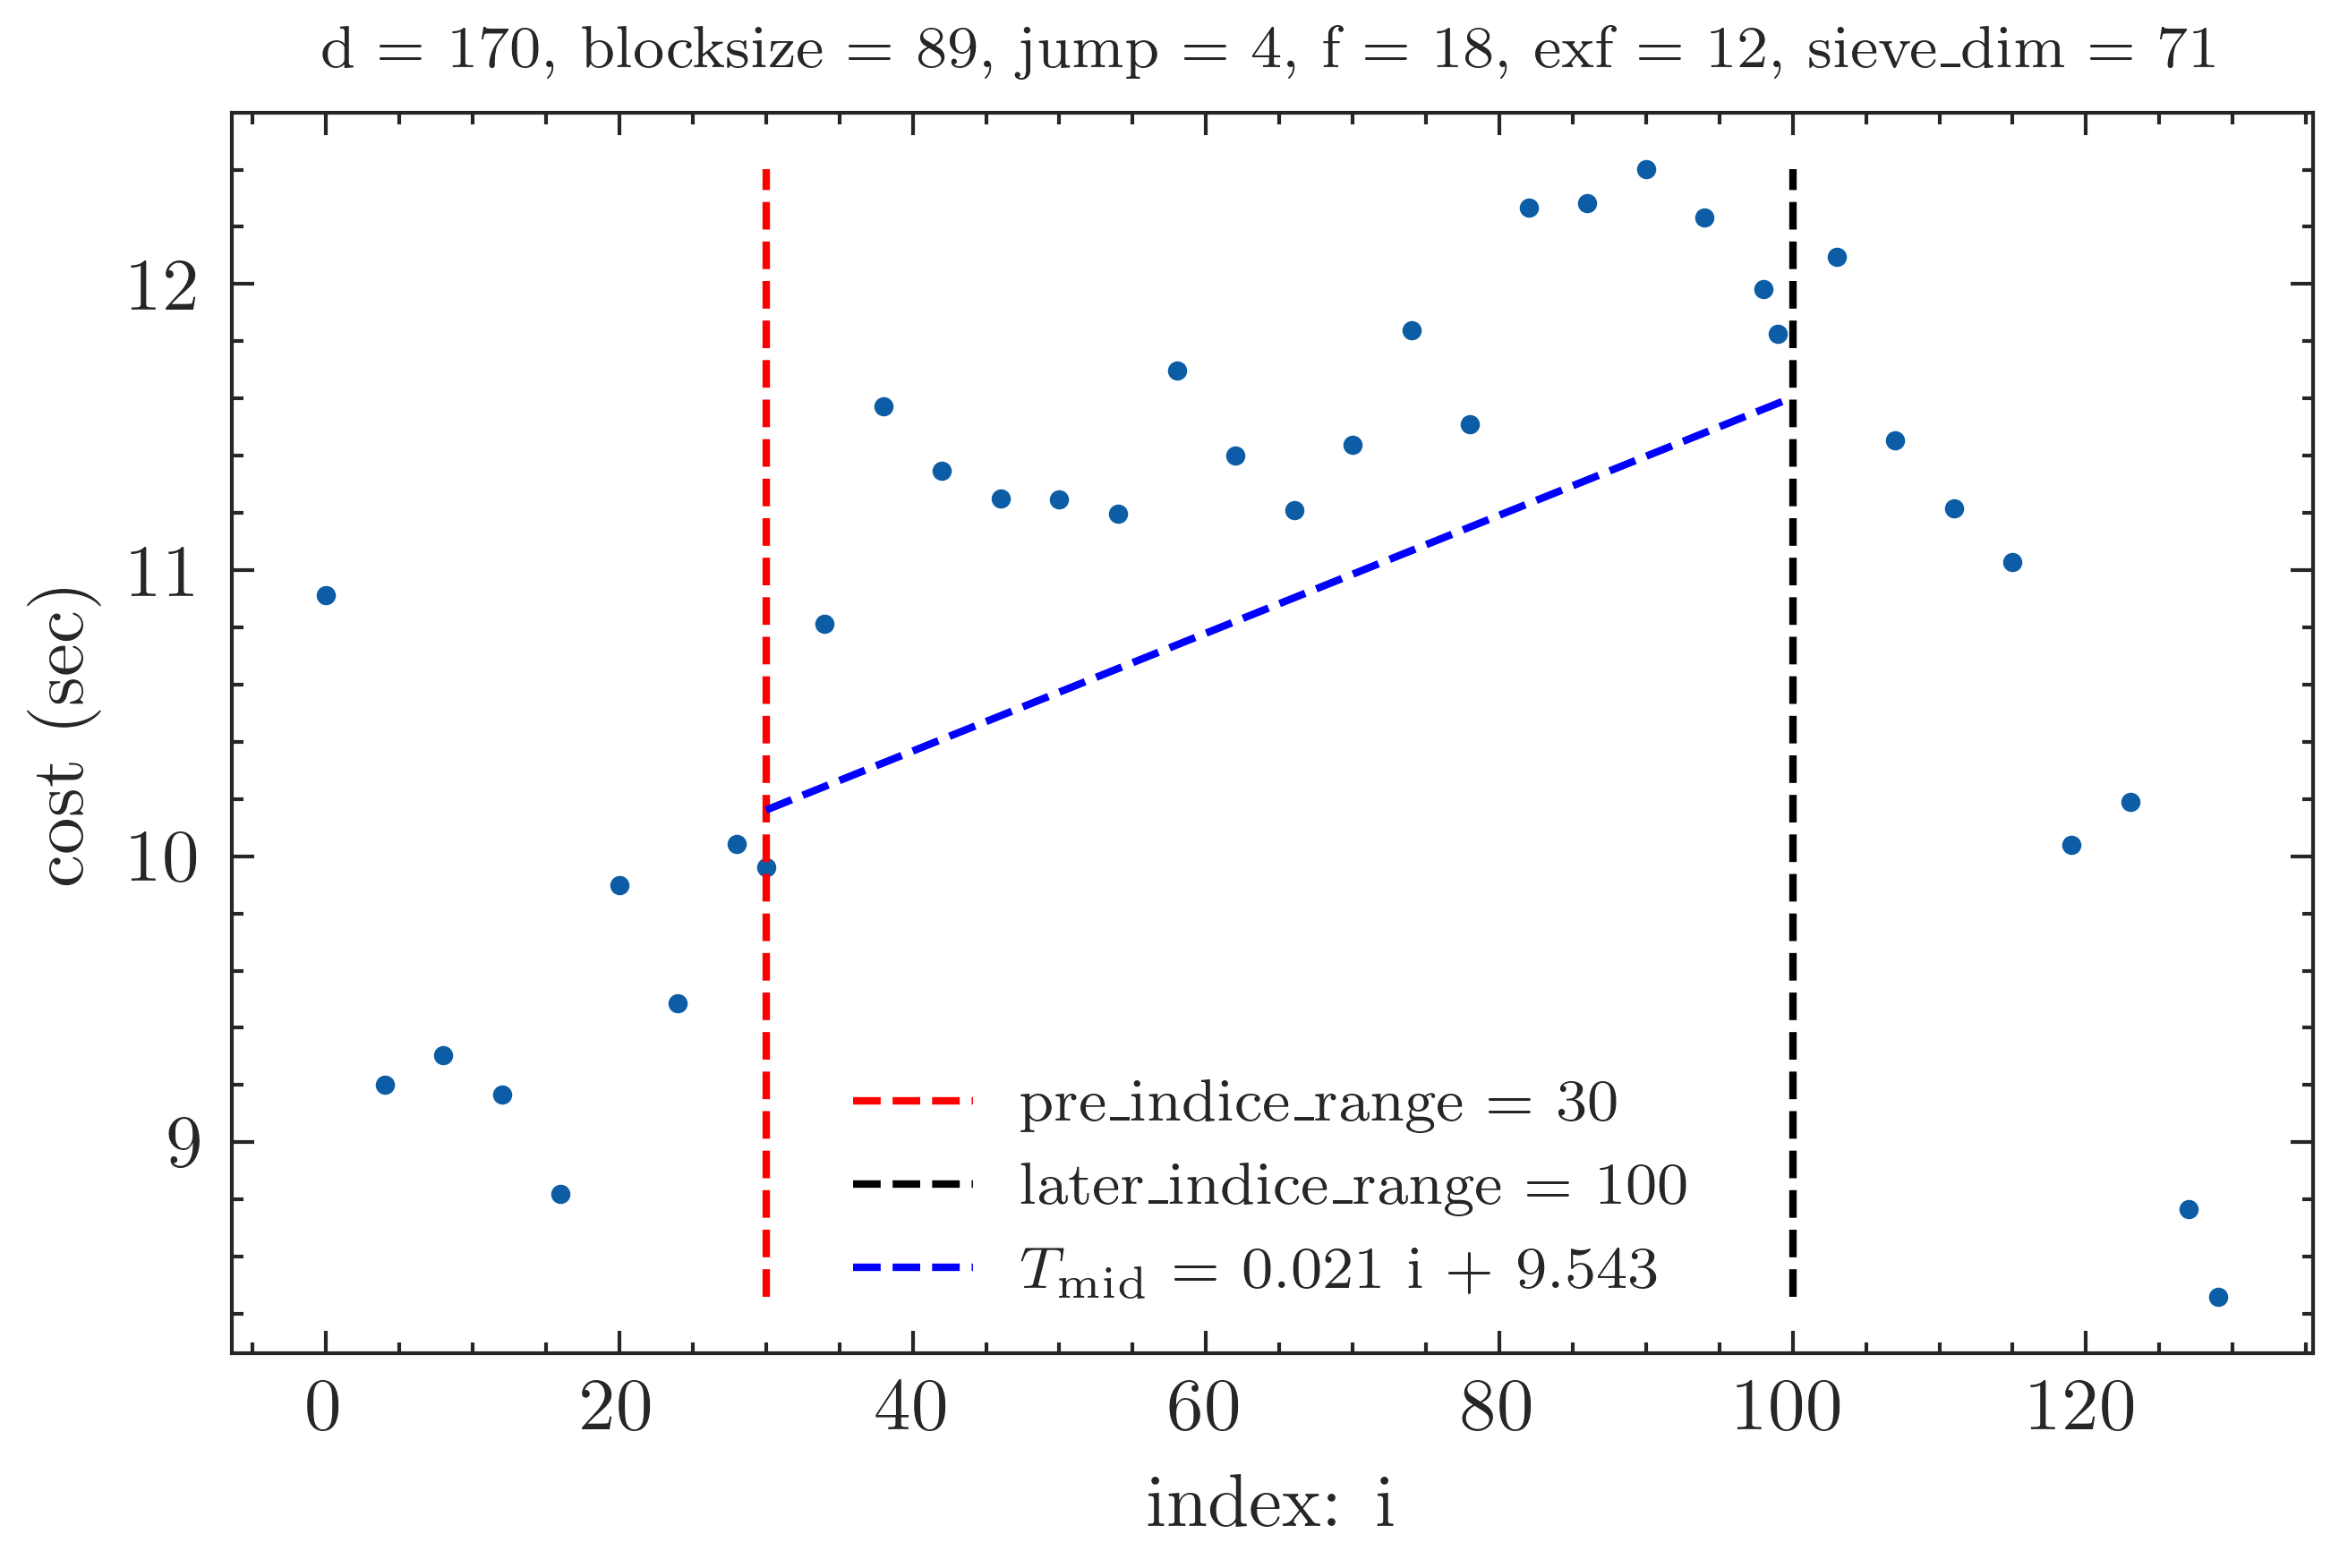 d = 170, blocksize = 89, jump = 4, f = 18, exf = 12, sieve_dim = 71
cost (sec)
12
11
10
9
pre_indice_range = 30
later_indice_range = 100
T_mid = 0.021 i + 9.543
0 20 40 60 80 100 120
index: i